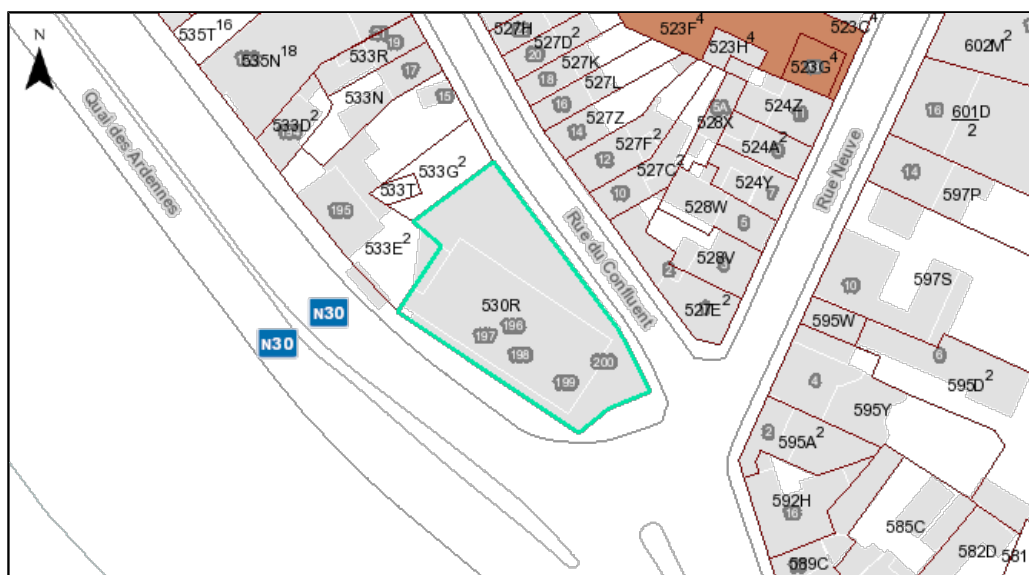 535T16
527H
523F4
523C4
N
535N18
19
533R
527D2
523H4
602M2
20
527K
17
18
527L
523G4
533N
15
16
5A
524Z
16
601D
2
533D2
527Z
528X
11
14
524A2
527F2
12
533G2
527C2
14
Quai des Ardennes
533T
10
524Y
7
597P
Rue Neuve
195
528W
5
533E2
Rue du Confluent
528V
2
597S
10
N30
530R
527E2
196
595W
N30
197
198
200
6
199
4
595D2
595Y
2
595A2
592H
16
585C
582D
581
589C